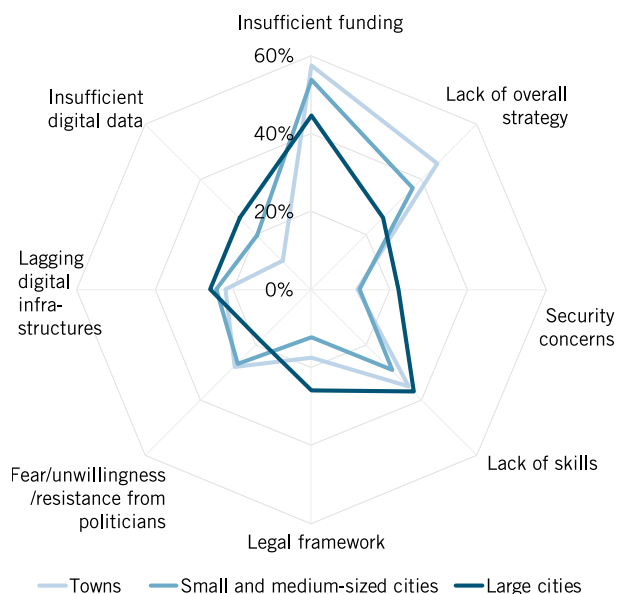 Insufficient funding
60%
Insufficient
digital data
Lack of overall
strategy
40%
20%
Lagging
digital
infra-
structures
0%
Security
concerns
Fear/unwillingness
/resistance from
politicians
Lack of skills
Legal framework
Towns
Small and medium-sized cities
Large cities